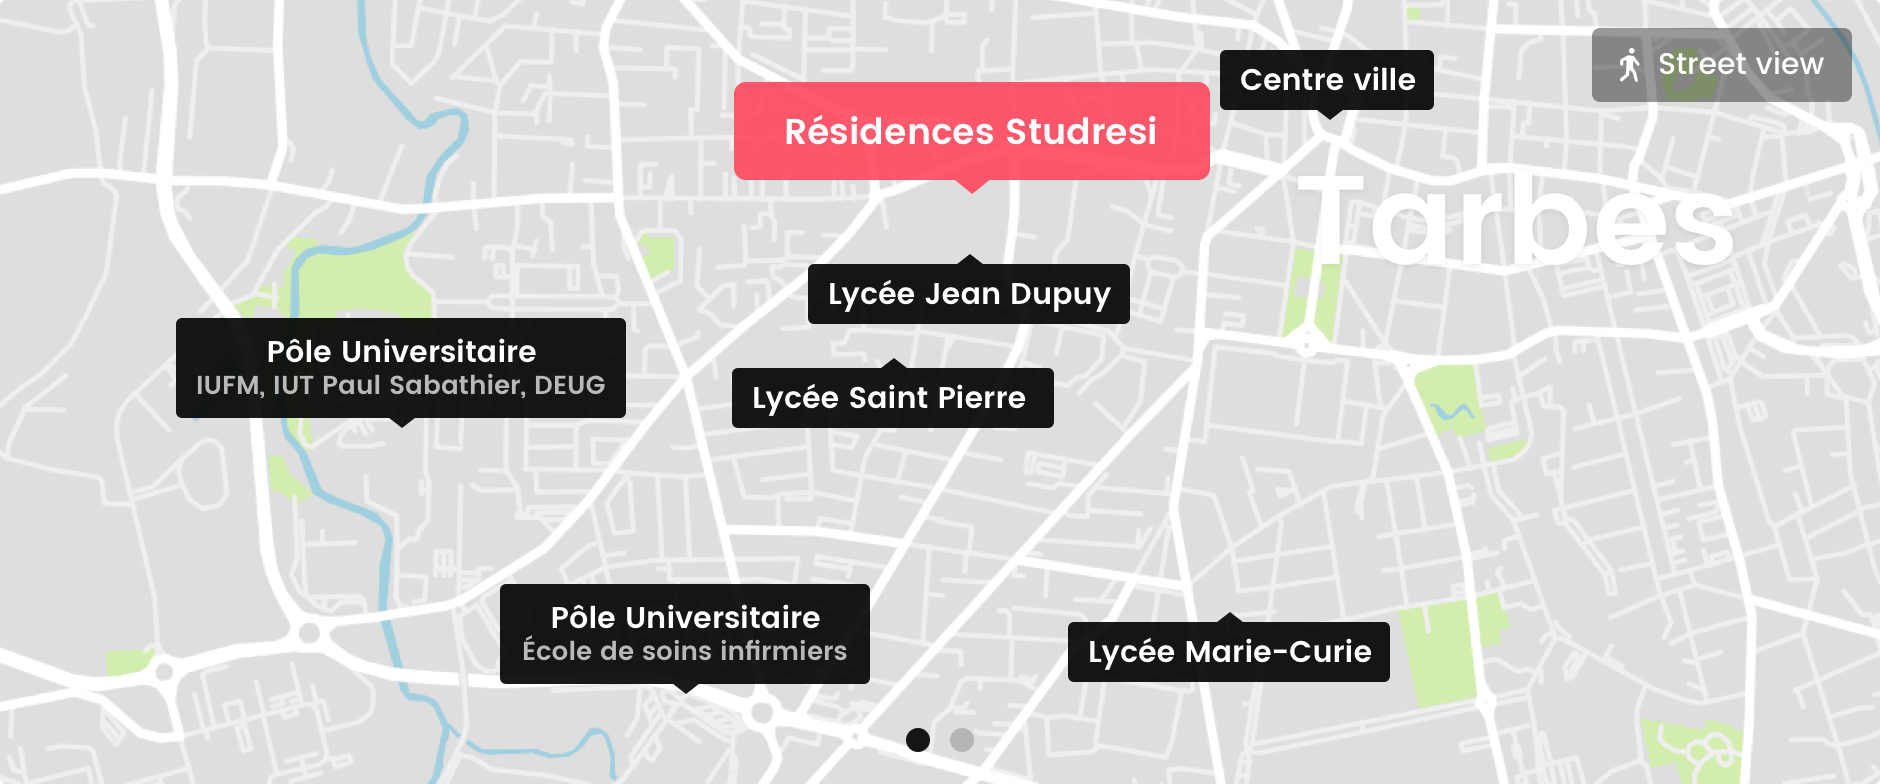 Street view
Centre ville
Résidences Studresi
Tarbes
Lycée Jean Dupuy
Pôle Universitaire
IUFM, IUT Paul Sabathier, DEUG
Lycée Saint Pierre
Pôle Universitaire
École de soins infirmiers
Lycée Marie-Curie